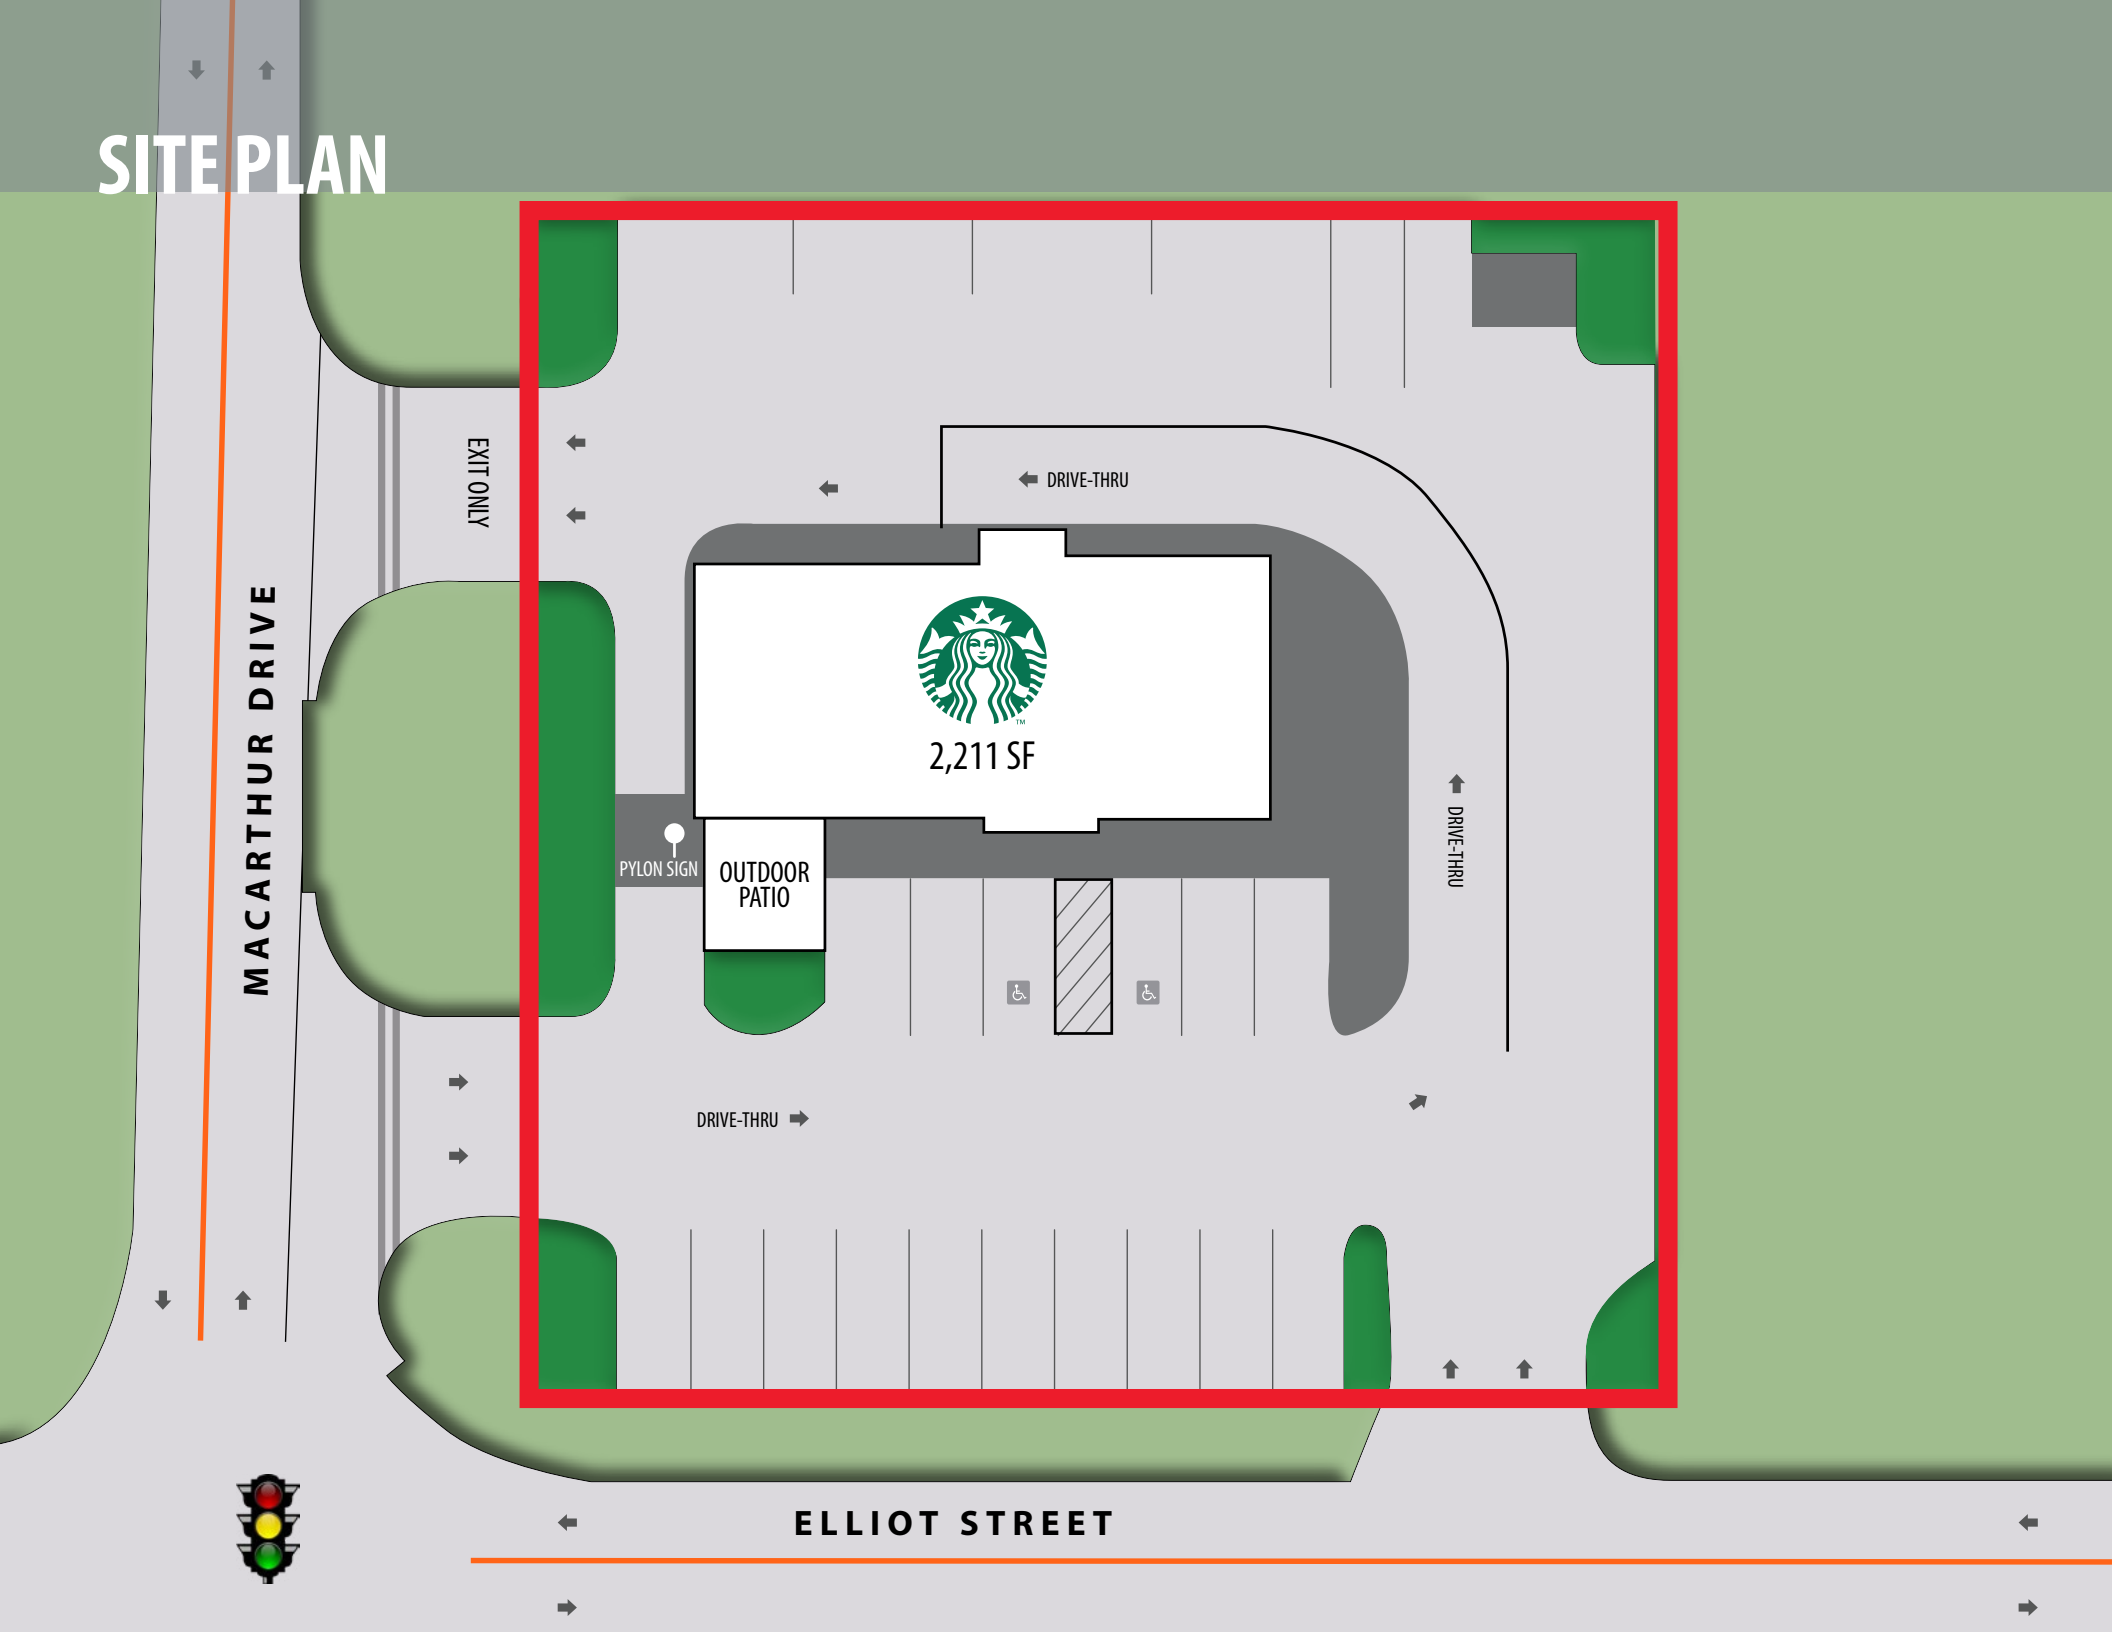 SITE PLAN
EXIT ONLY
DRIVE-THRU
TM
2,211 SF
MACARTHUR DRIVE
DRIVE-THRU
PYLON SIGN
OUTDOOR
PATIO
DRIVE-THRU
ELLIOT STREET